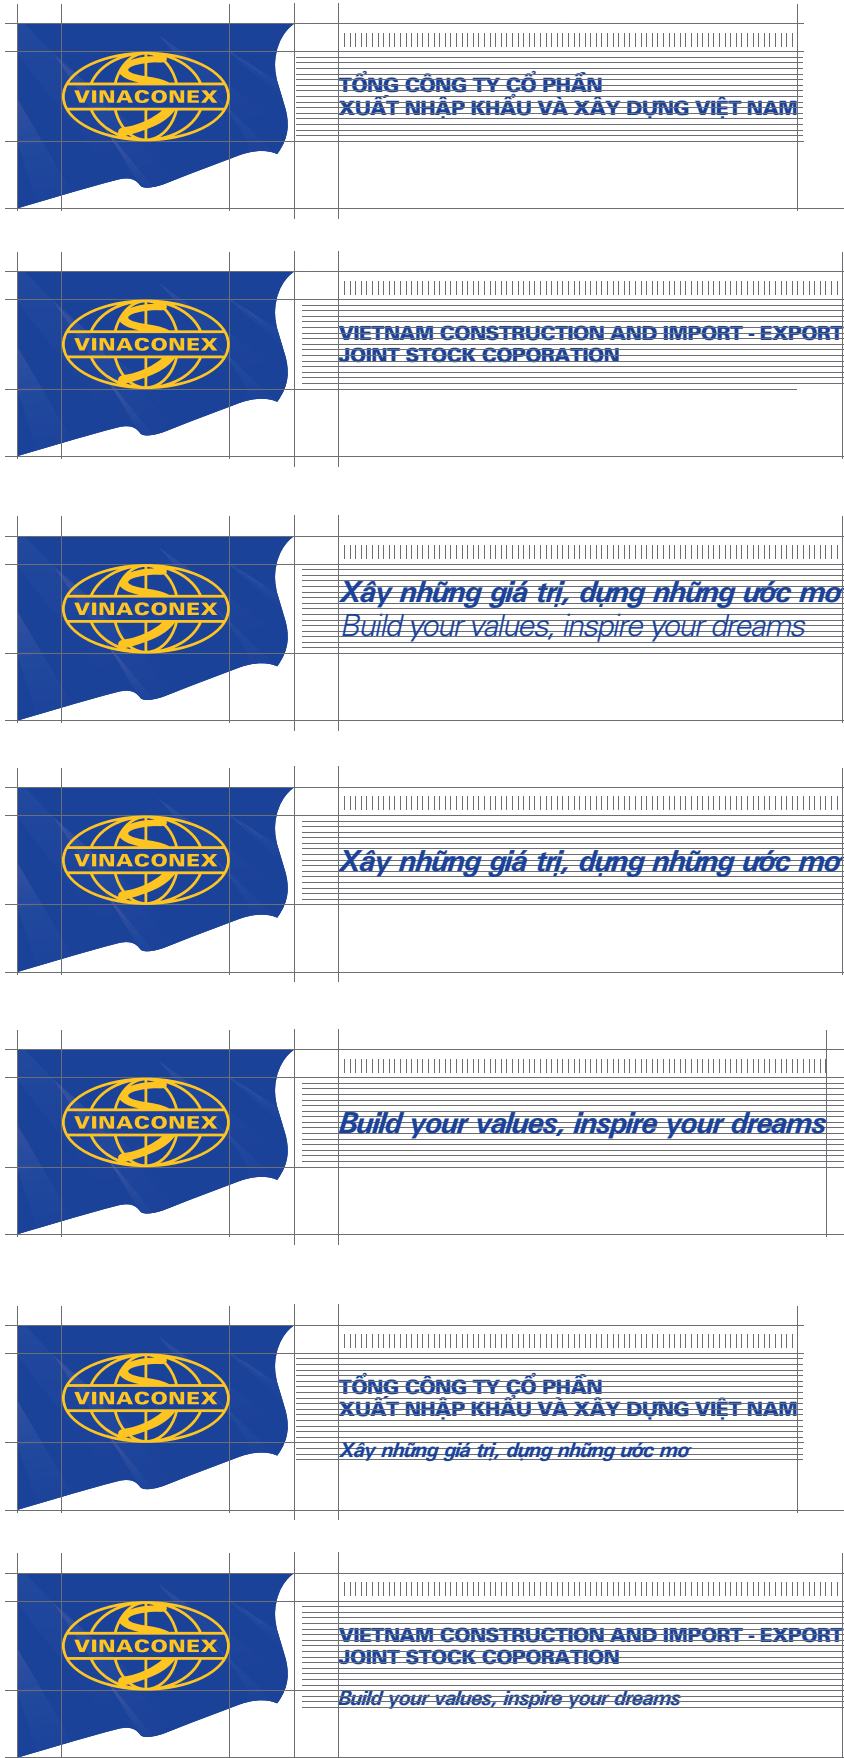 VINACONEX
TỔNG CÔNG TY CỔ PHẦN
XUẤT NHẬP KHẨU VÀ XÂY DỰNG VIỆT NAM
VINACONEX
VIETNAM CONSTRUCTION AND IMPORT - EXPORT
JOINT STOCK COPORATION
VINACONEX
Xây những giá trị, dựng những ước mơ
Build your values, inspire your dreams
VINACONEX
Xây những giá trị, dựng những ước mơ
VINACONEX
Build your values, inspire your dreams
VINACONEX
TỔNG CÔNG TY CỔ PHẦN
XUẤT NHẬP KHẨU VÀ XÂY DỰNG VIỆT NAM
Xây những giá trị, dựng những ước mơ
VINACONEX
VIETNAM CONSTRUCTION AND IMPORT - EXPORT
JOINT STOCK COPORATION
Build your values, inspire your dreams